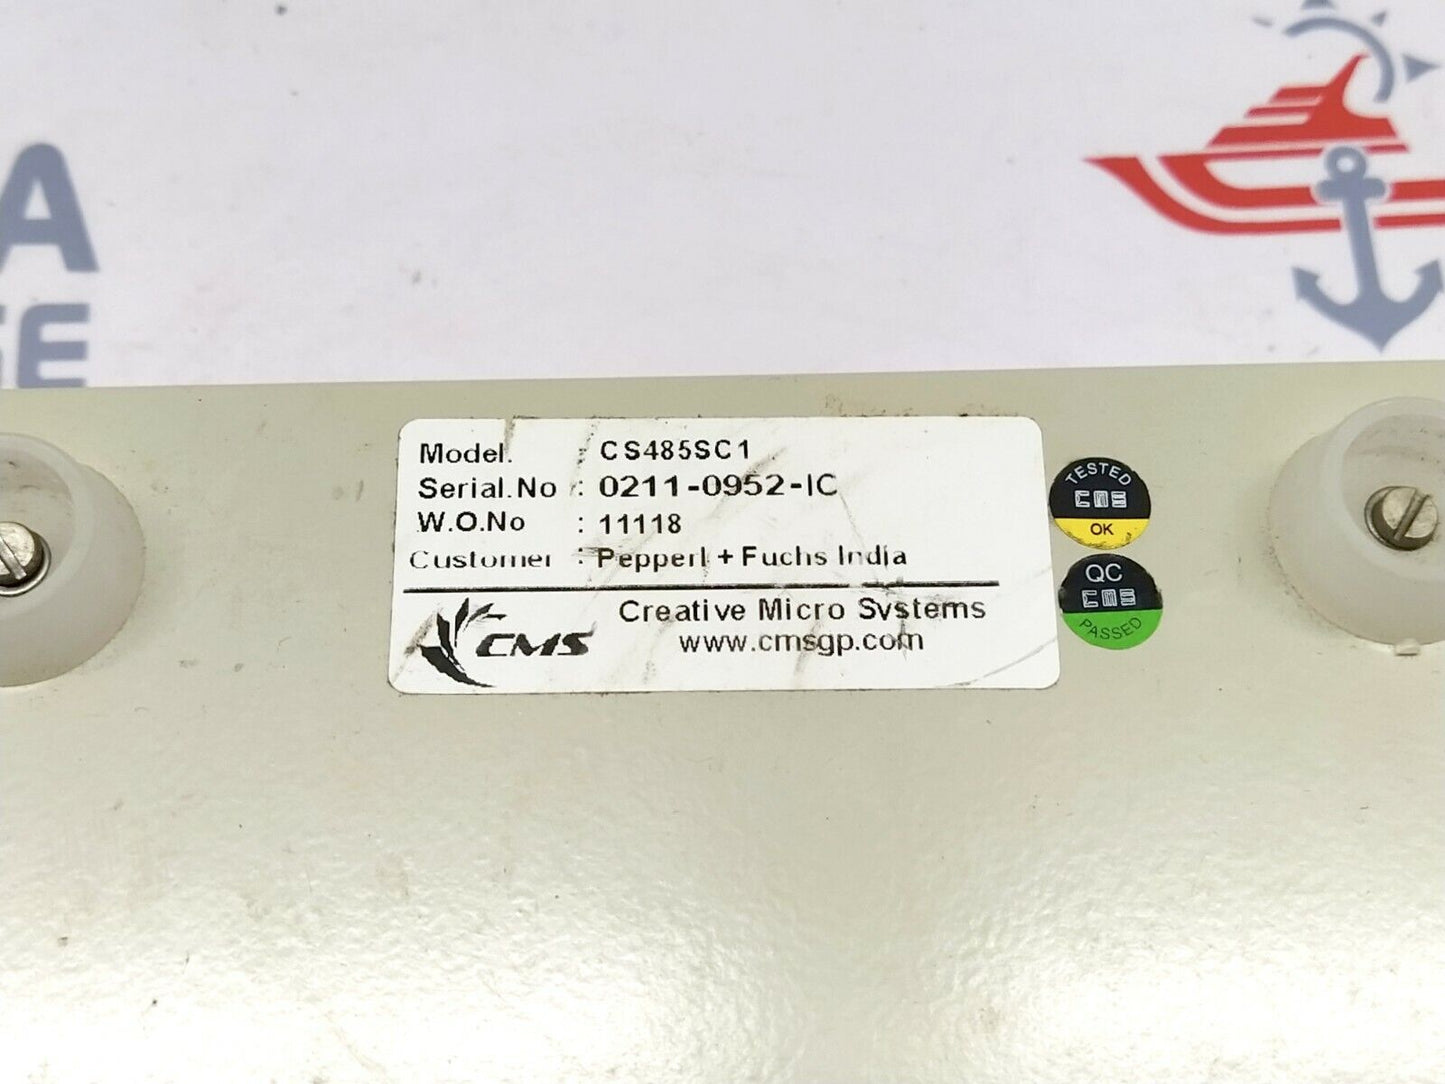 A
GE
Model. : CS485SC1
Serial.No : 0211-0952-IC
W.O.No : 11118
Customer : Pepperl + Fuchs India
CMS
Creative Micro Systems
www.cmsgp.com
TESTED
CMS
OK
QC
CMS
PASSED